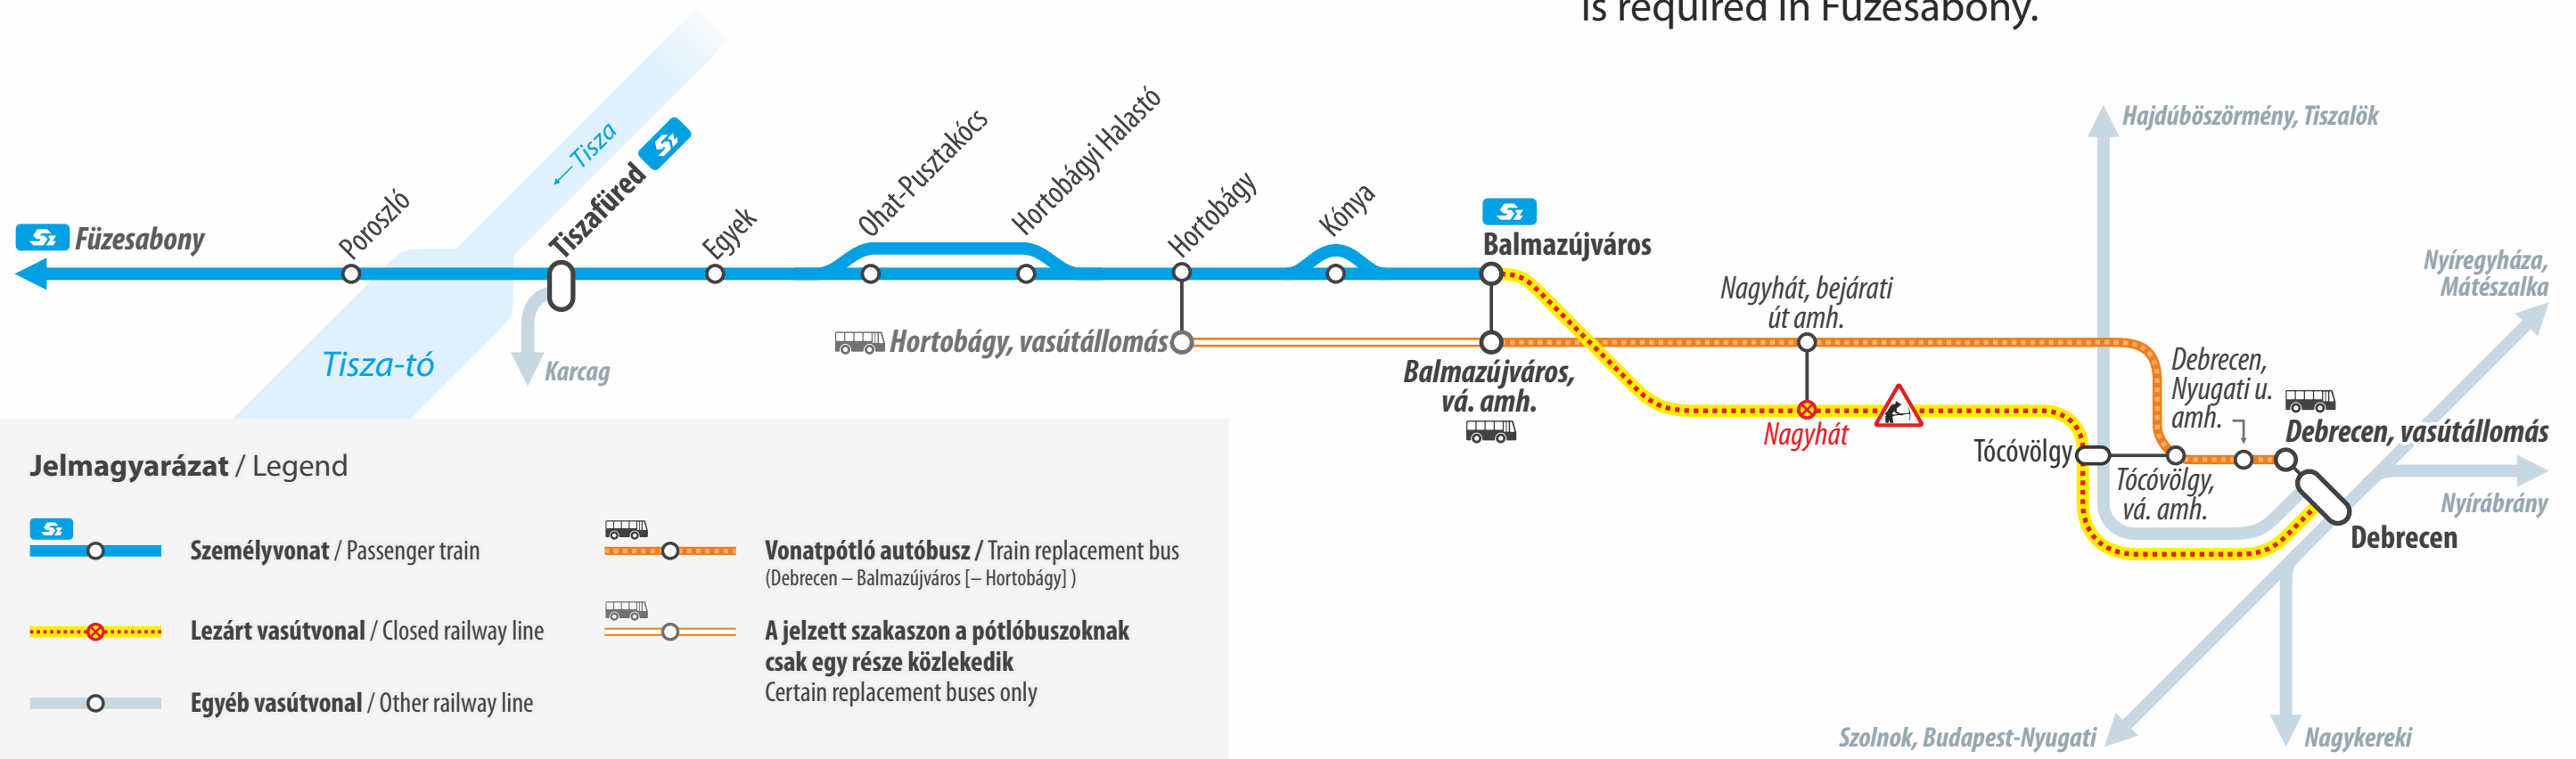 is required in Füzesabony.
Sz Füzesabony
Poroszló
← Tisza
Tisza-tó
Tiszafüred Sz
Karcag
Egyek
Ohat-Pusztakócs
Hortobágyi Halastó
Hortobágy
Kónya
Sz
Balmazújváros
Hortobágy, vasútállomás
Balmazújváros,
vá. amh.
Nagyhát, bejárati
út amh.
Nagyhát
Tócóvölgy
Tócóvölgy,
vá. amh.
Debrecen,
Nyugati u.
amh.
Debrecen, vasútállomás
Debrecen
Hajdúböszörmény, Tiszalök
Nyíregyháza,
Mátészalka
Nyírábrány
Szolnok, Budapest-Nyugati
Nagykereki
Jelmagyarázat / Legend
Sz
Személyvonat / Passenger train
Lezárt vasútvonal / Closed railway line
Egyéb vasútvonal / Other railway line
Vonatpótló autóbusz / Train replacement bus
(Debrecen – Balmazújváros [– Hortobágy] )
A jelzett szakaszon a pótlóbuszoknak
csak egy része közlekedik
Certain replacement buses only